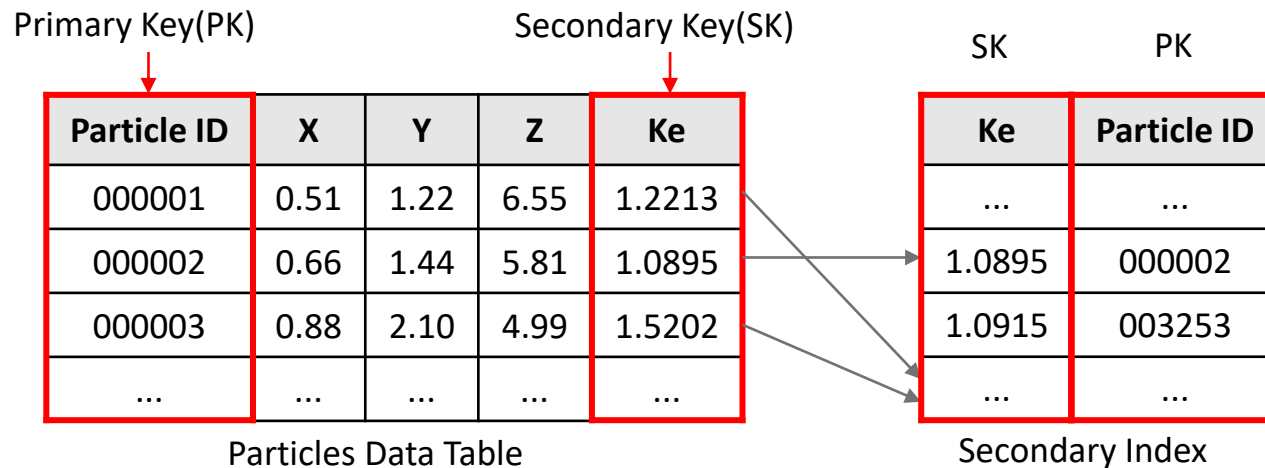 Primary Key(PK) Secondary Key(SK) SK PK
Particle ID X Y Z Ke
000001 0.51 1.22 6.55 1.2213
000002 0.66 1.44 5.81 1.0895
000003 0.88 2.10 4.99 1.5202
... ... ... ... ...
Particles Data Table
Ke Particle ID
... ...
1.0895 000002
1.0915 003253
... ...
Secondary Index